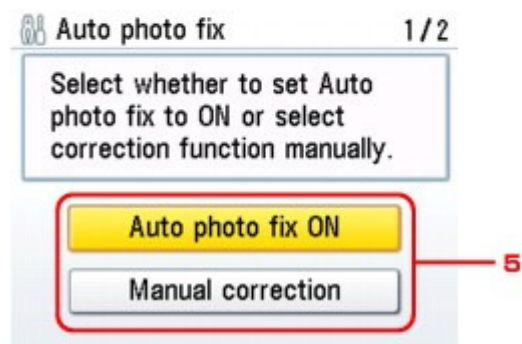 Auto photo fix 1/2
Select whether to set Auto
photo fix to ON or select
correction function manually.
Auto photo fix ON
5
Manual correction